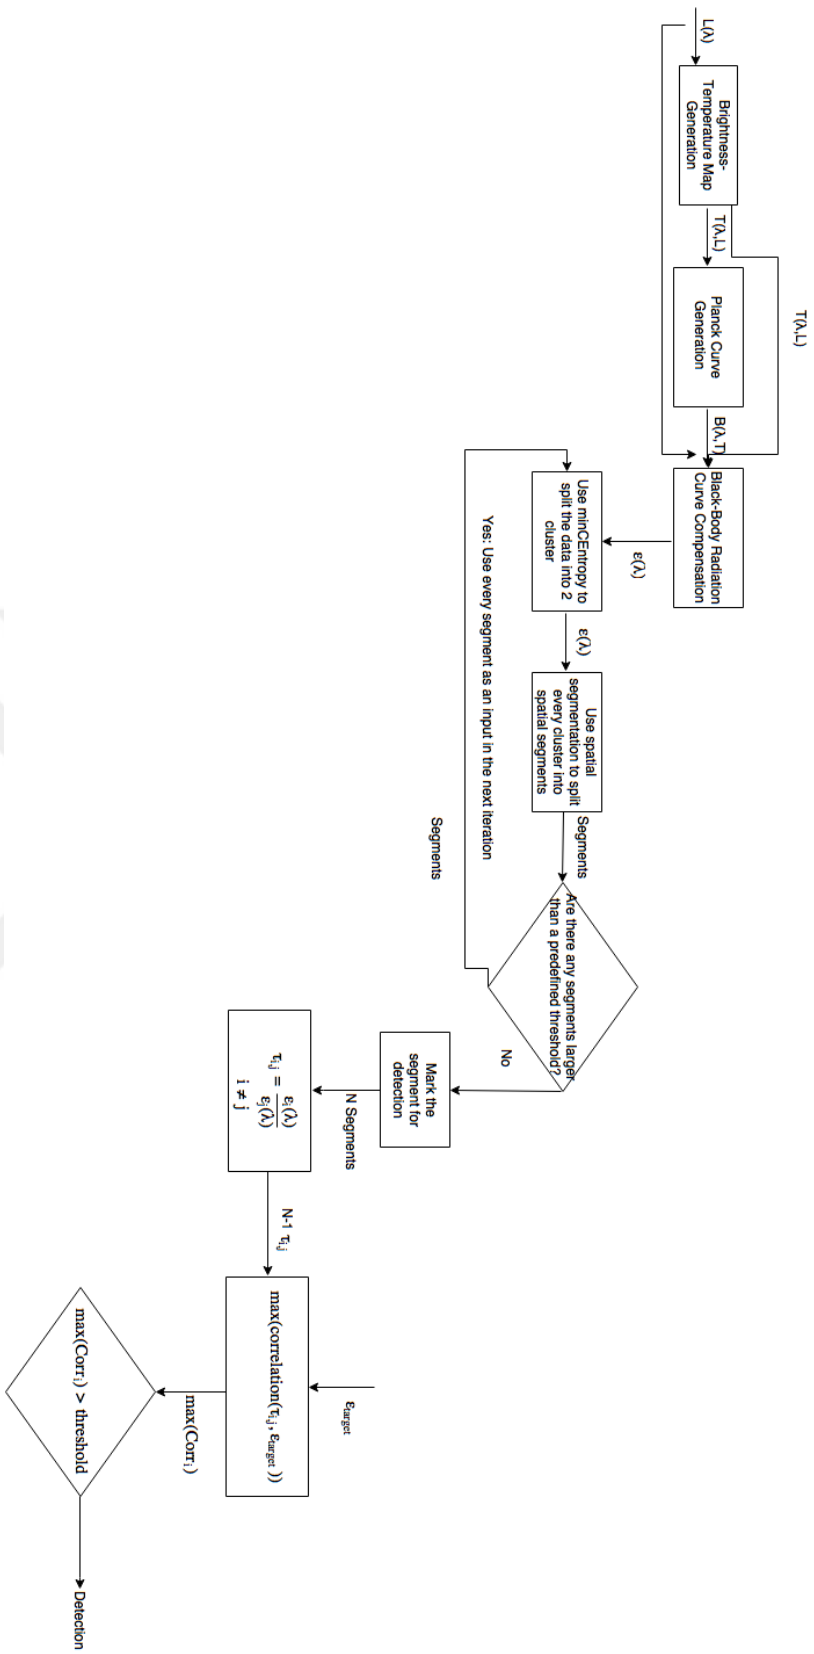 L(λ)
Brightness-
Temperature Map
Generation
T(λ,L)
T(λ,L)
Planck Curve
Generation
B(λ,T)
Black-Body Radiation
Curve Compensation
ε(λ)
Use minCEntropy to
split the data into 2
cluster
ε(λ)
Use spatial
segmentation to split
every cluster into
spatial segments
Segments
Are there any segments larger
than a predefined threshold?
Yes: Use every segment as an input in the next iteration
Segments
No
Mark the
segment for
detection
N Segments
τi,j = εi(λ) / εj(λ)
i ≠ j
N-1 τi,j
εtarget
max(correlation(τi,j, εtarget ))
max(Corri)
max(Corri) > threshold
Detection